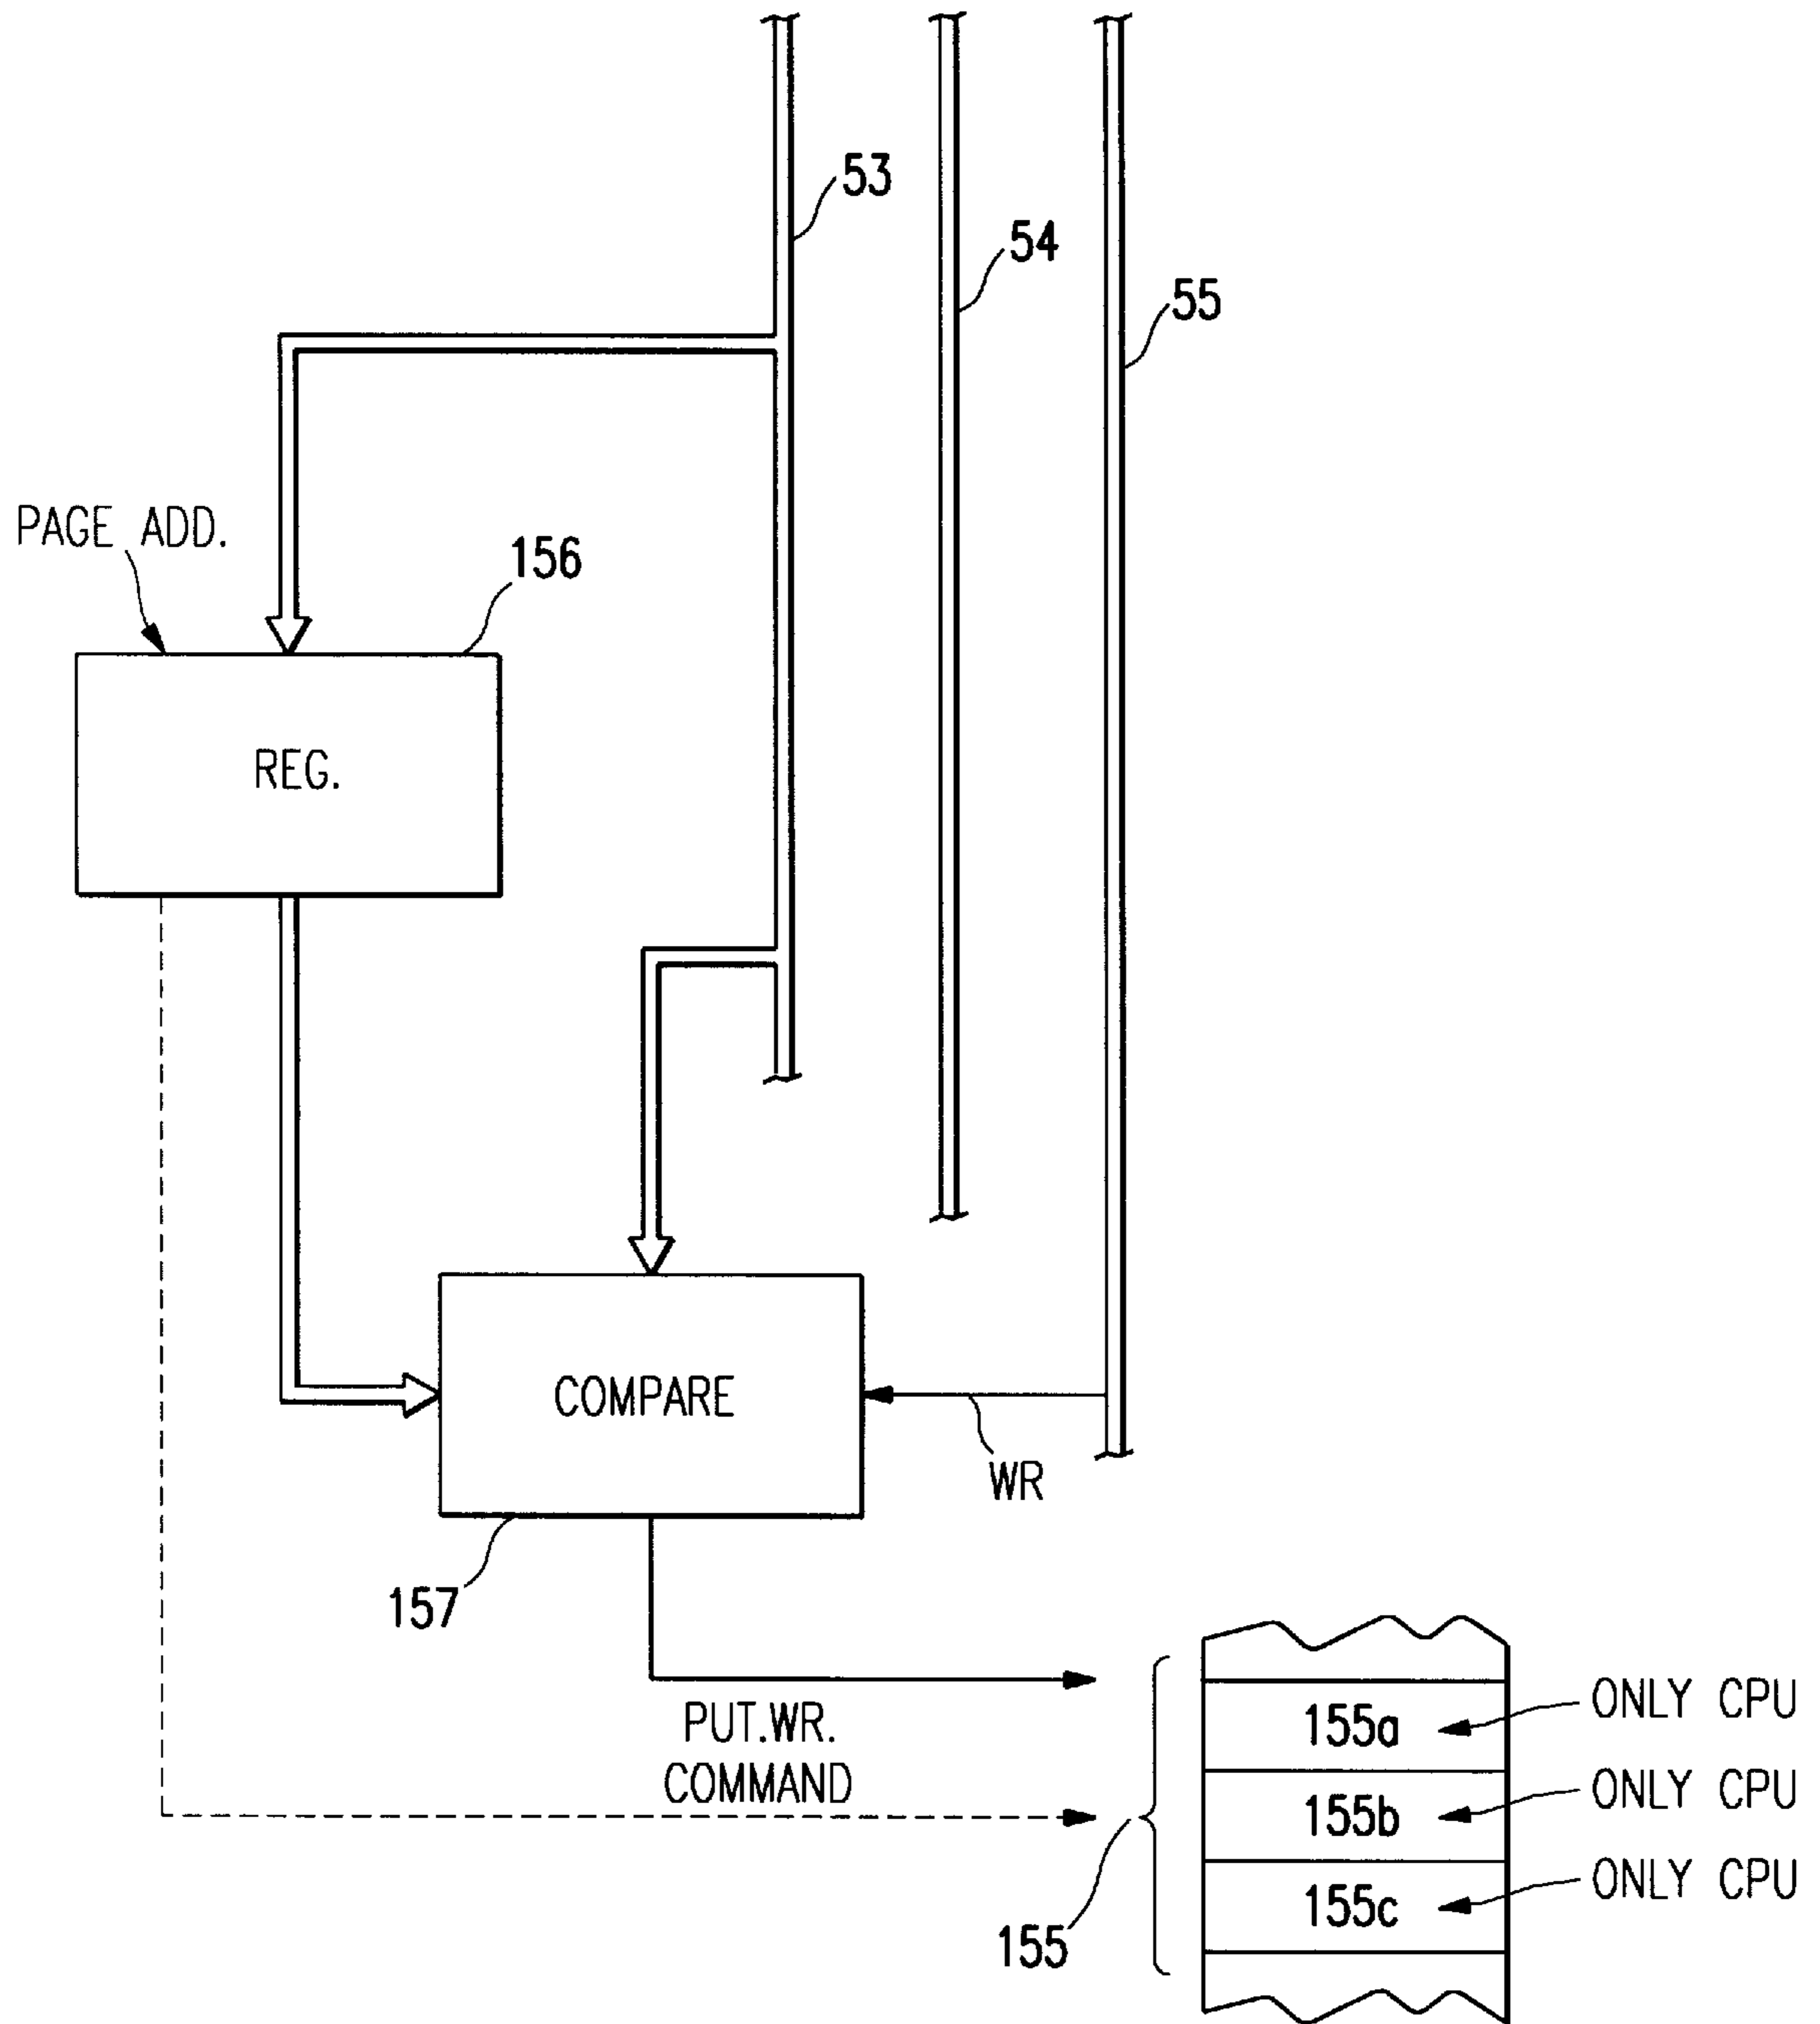 53
54
55
PAGE ADD.
156
REG.
COMPARE
WR
157
PUT.WR.
COMMAND
155a
ONLY CPU
155b
ONLY CPU
155c
ONLY CPU
155